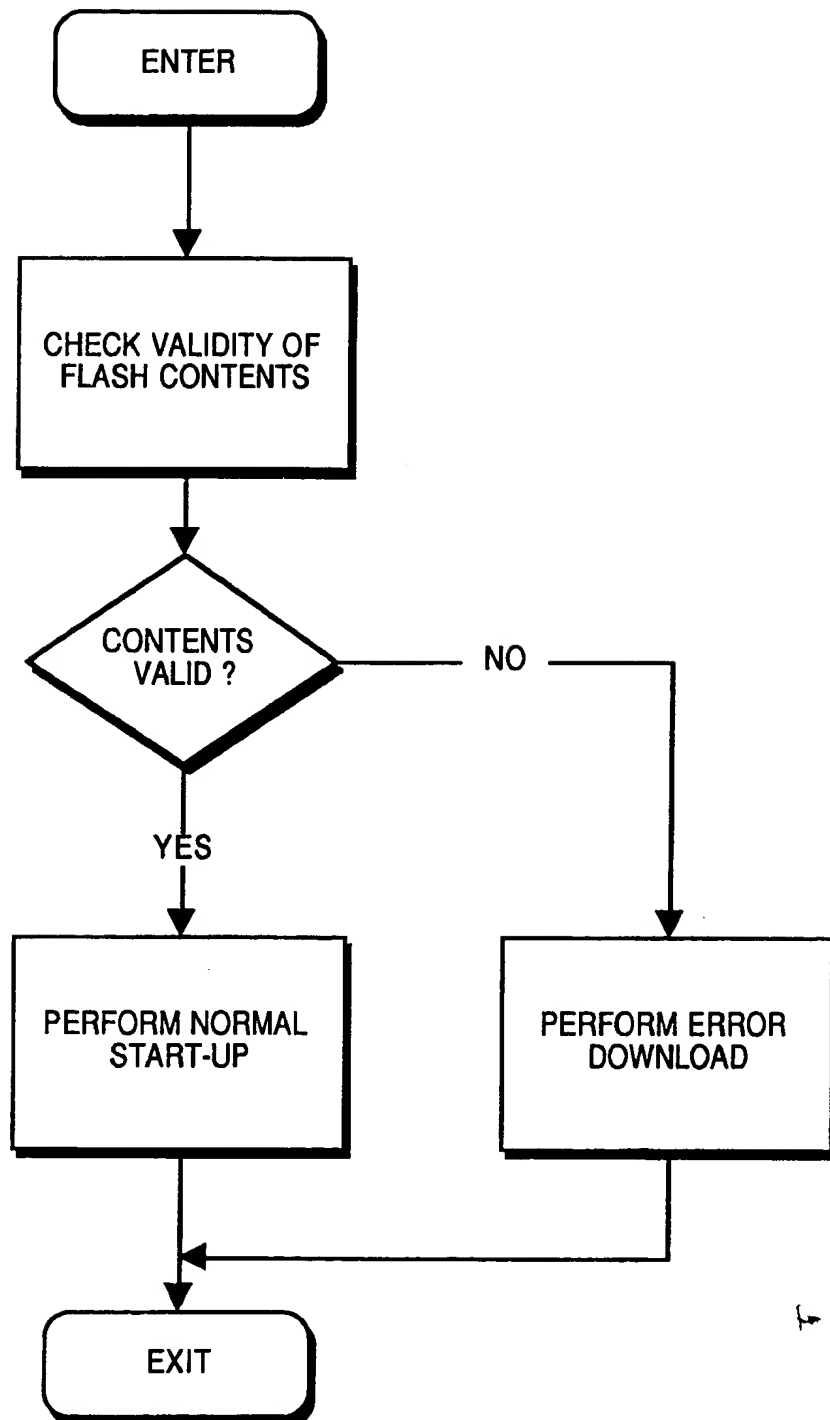 ENTER
CHECK VALIDITY OF
FLASH CONTENTS
CONTENTS
VALID ?
NO
YES
PERFORM NORMAL
START-UP
PERFORM ERROR
DOWNLOAD
EXIT